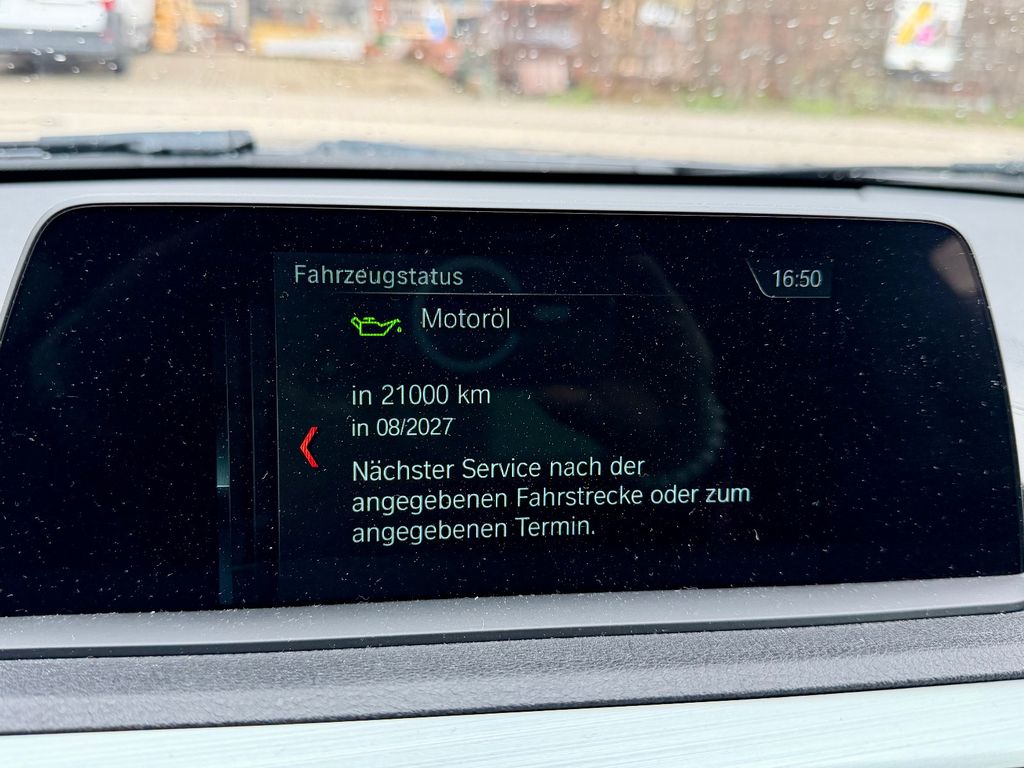 Fahrzeugstatus
16:50
Motoröl
in 21000 km
in 08/2027
Nächster Service nach der
angegebenen Fahrstrecke oder zum
angegebenen Termin.